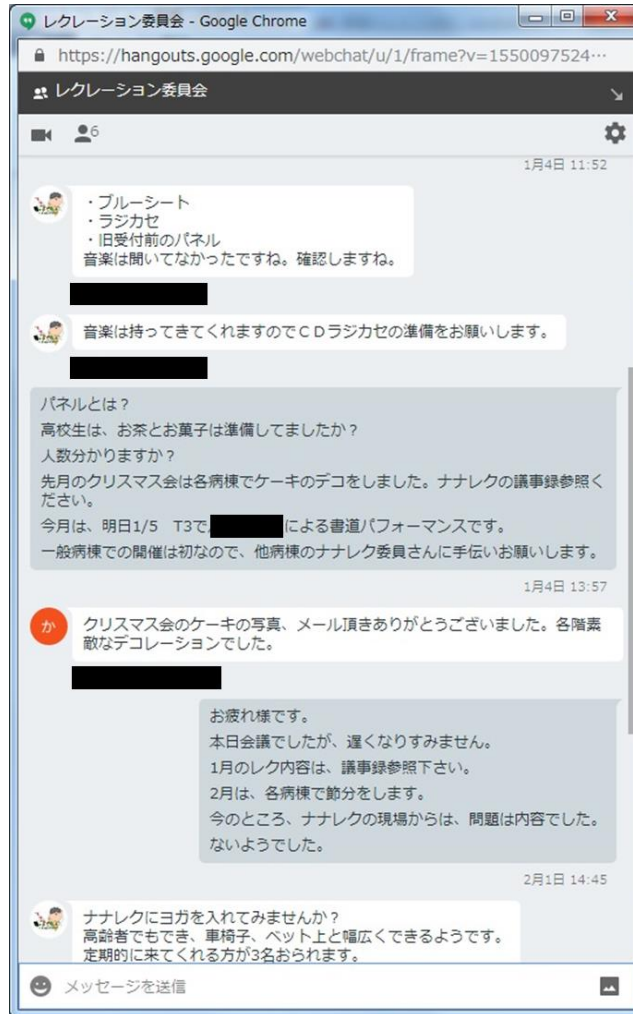 レクレーション委員会 - Google Chrome
https://hangouts.google.com/webchat/u/1/frame?v=1550097524…
レクレーション委員会
6
1月4日 11:52
・ブルーシート
・ラジカセ
・旧受付前のパネル
音楽は聞いてなかったですね。確認しますね。
音楽は持ってきてくれますのでCDラジカセの準備をお願いします。
パネルとは？
高校生は、お茶とお菓子は準備してましたか？
人数分かりますか？
先月のクリスマス会は各病棟でケーキのデコをしました。ナナレクの議事録参照く
ださい。
今月は、明日1/5 T3で、による書道パフォーマンスです。
一般病棟での開催は初なので、他病棟のナナレク委員さんに手伝いお願いします。
1月4日 13:57
か
クリスマス会のケーキの写真、メール頂きありがとうございました。各階素
敵なデコレーションでした。
お疲れ様です。
本日会議でしたが、遅くなりすみません。
1月のレク内容は、議事録参照下さい。
2月は、各病棟で節分をします。
今のところ、ナナレクの現場からは、問題は内容でした。
ないようでした。
2月1日 14:45
ナナレクにヨガを入れてみませんか？
高齢者でもでき、車椅子、ベット上と幅広くできるようです。
定期的に来てくれる方が3名おられます。
メッセージを送信